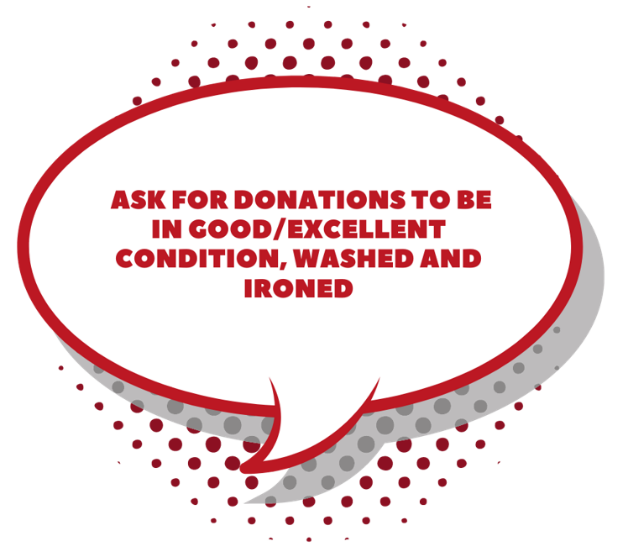 ASK FOR DONATIONS TO BE
IN GOOD/EXCELLENT
CONDITION, WASHED AND
IRONED